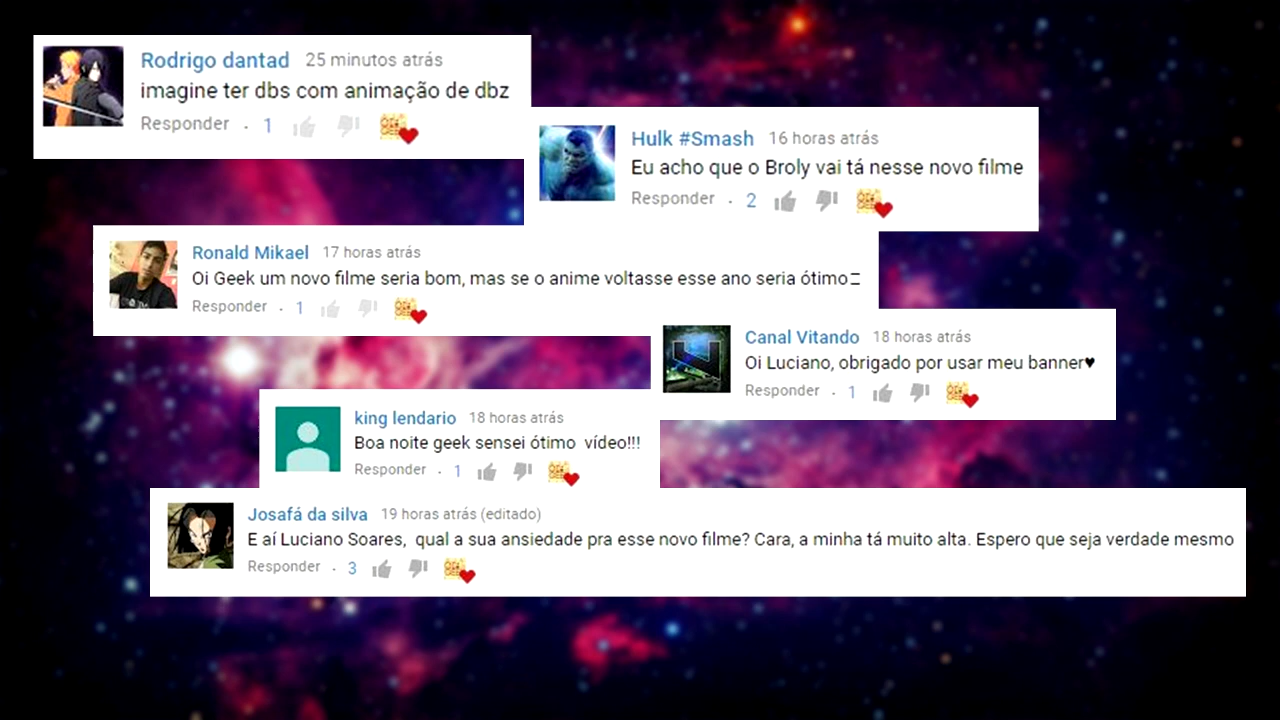 Rodrigo dantad 25 minutos atrás
imagine ter dbs com animação de dbz
Responder . 1
Hulk #Smash 16 horas atrás
Eu acho que o Broly vai tá nesse novo filme
Responder . 2
Ronald Mikael 17 horas atrás
Oi Geek um novo filme seria bom, mas se o anime voltasse esse ano seria ótimo
Responder . 1
Canal Vitando 18 horas atrás
Oi Luciano, obrigado por usar meu banner♥
Responder . 1
king lendario 18 horas atrás
Boa noite geek sensei ótimo vídeo!!!
Responder . 1
Josafá da silva 19 horas atrás (editado)
E aí Luciano Soares, qual a sua ansiedade pra esse novo filme? Cara, a minha tá muito alta. Espero que seja verdade mesmo
Responder . 3